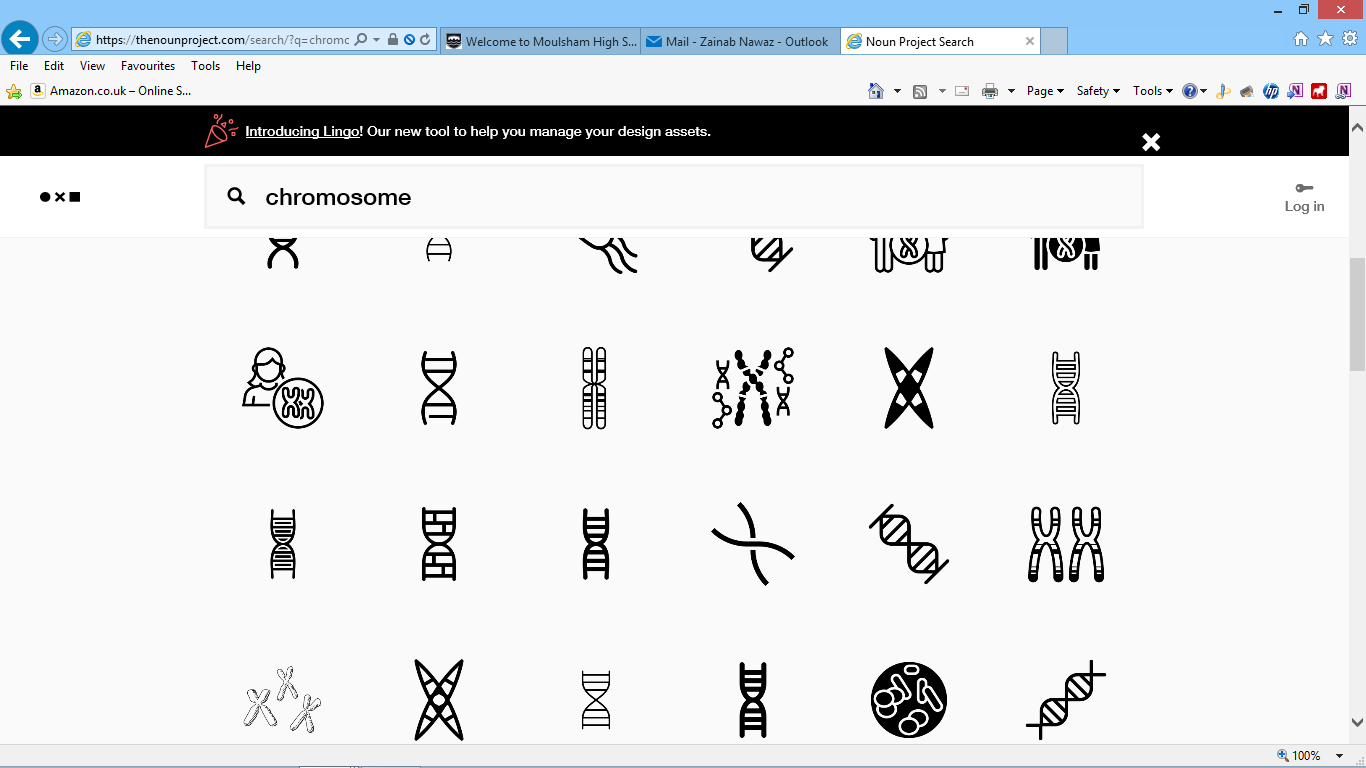 https://thenounproject.com/search/?q=chromo
Welcome to Moulsham High S...
Mail - Zainab Nawaz - Outlook
Noun Project Search
File Edit View Favourites Tools Help
Amazon.co.uk – Online S...
Page Safety Tools
Introducing Lingo! Our new tool to help you manage your design assets.
chromosome
Log in
100%